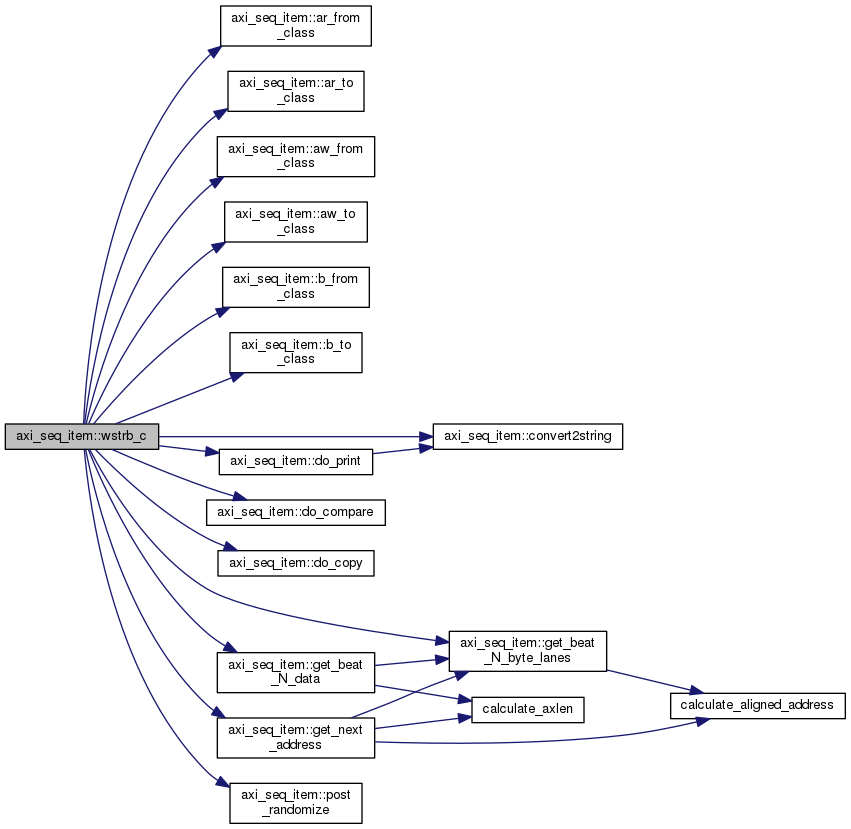 axi_seq_item::ar_from
_class
axi_seq_item::ar_to
_class
axi_seq_item::aw_from
_class
axi_seq_item::aw_to
_class
axi_seq_item::b_from
_class
axi_seq_item::b_to
_class
axi_seq_item::wstrb_c
axi_seq_item::convert2string
axi_seq_item::do_print
axi_seq_item::do_compare
axi_seq_item::do_copy
axi_seq_item::get_beat
_N_byte_lanes
axi_seq_item::get_beat
_N_data
calculate_axlen
calculate_aligned_address
axi_seq_item::get_next
_address
axi_seq_item::post
_randomize